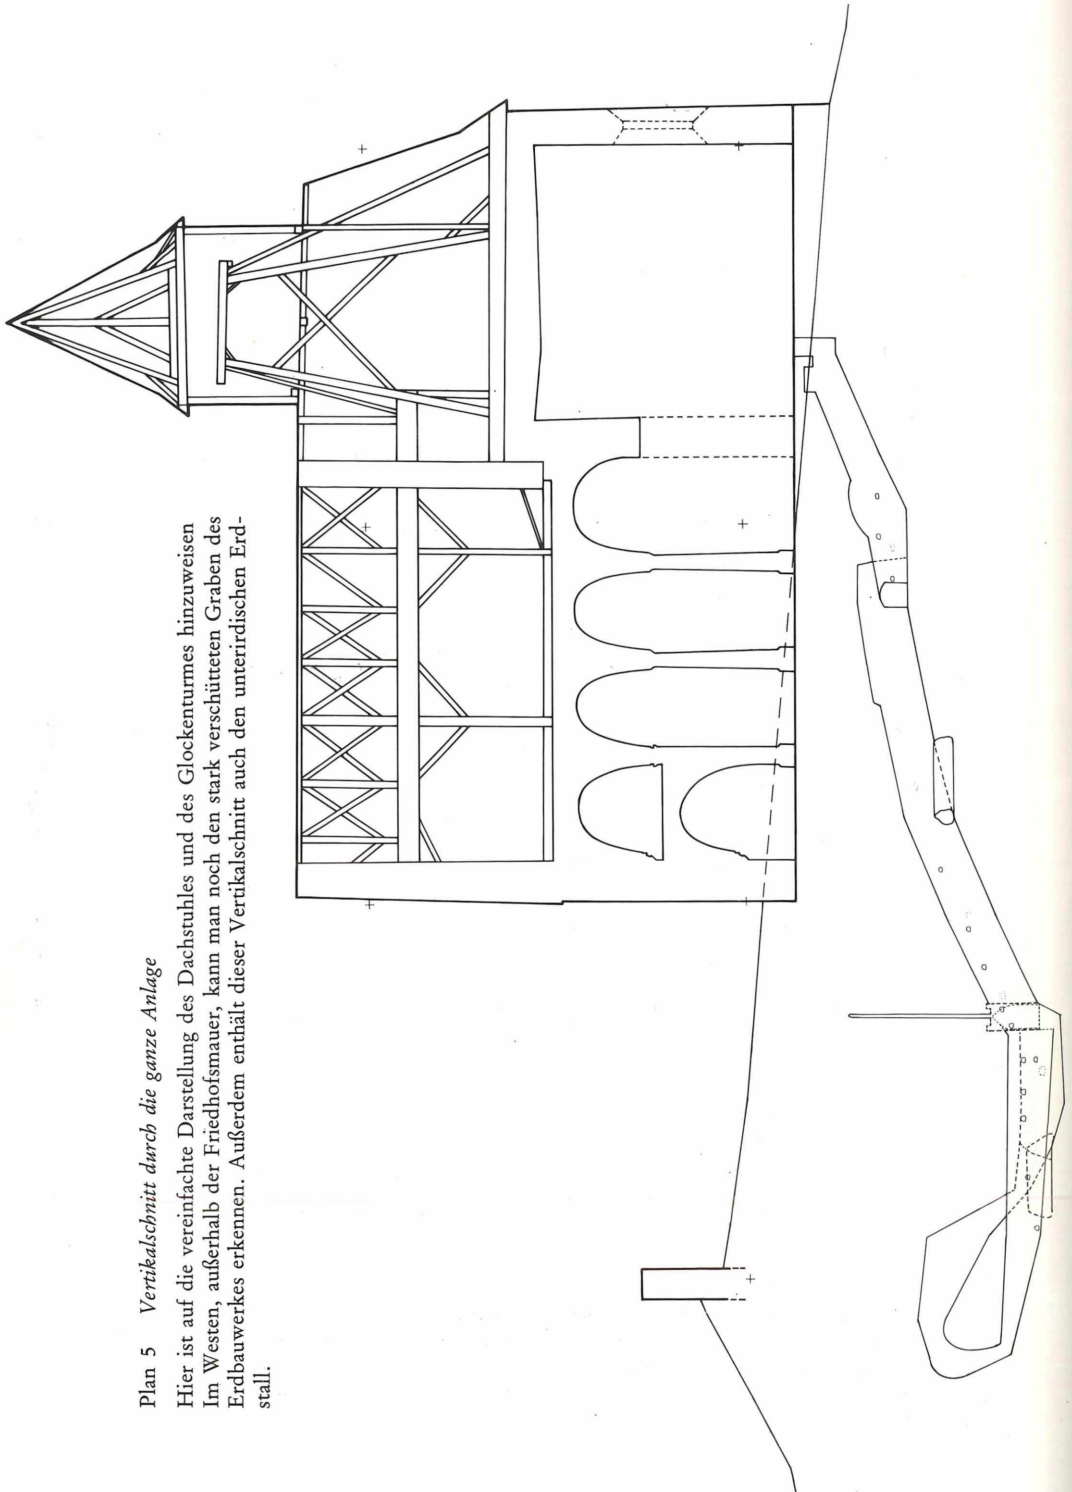 Plan 5 Vertikalschnitt durch die ganze Anlage
Hier ist auf die vereinfachte Darstellung des Dachstuhles und des Glockenturmes hinzuweisen
Im Westen, außerhalb der Friedhofsmauer, kann man noch den stark verschütteten Graben des
Erdbauwerkes erkennen. Außerdem enthält dieser Vertikalschnitt auch den unterirdischen Erd-
stall.